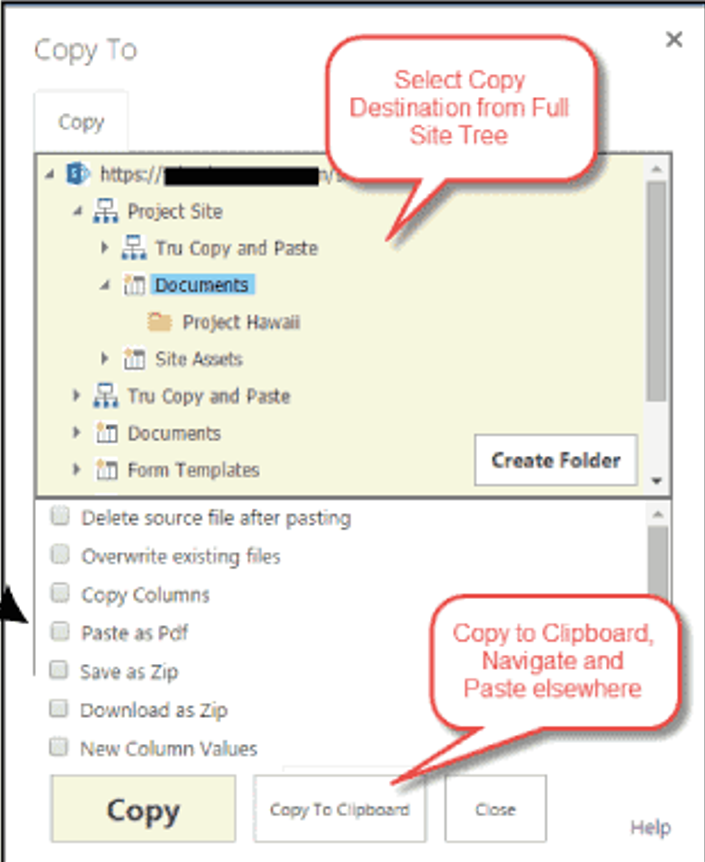 Copy To
Select Copy
Destination from Full
Site Tree
Copy
https://
Project Site
Tru Copy and Paste
Documents
Project Hawaii
Site Assets
Tru Copy and Paste
Documents
Form Templates
Create Folder
Delete source file after pasting
Overwrite existing files
Copy Columns
Paste as Pdf
Save as Zip
Download as Zip
New Column Values
Copy to Clipboard,
Navigate and
Paste elsewhere
Copy
Copy To Clipboard
Close
Help